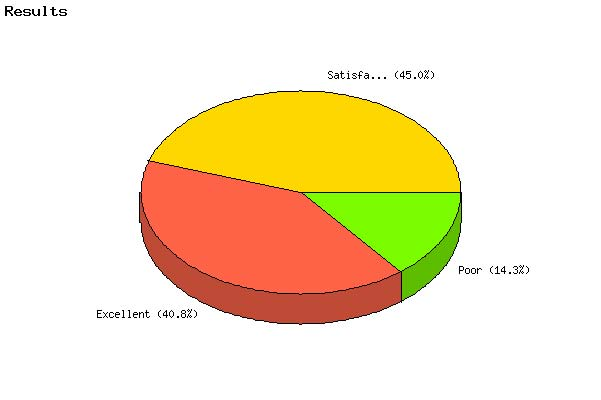 Results
Satisfa... (45.0%)
Poor (14.3%)
Excellent (40.8%)